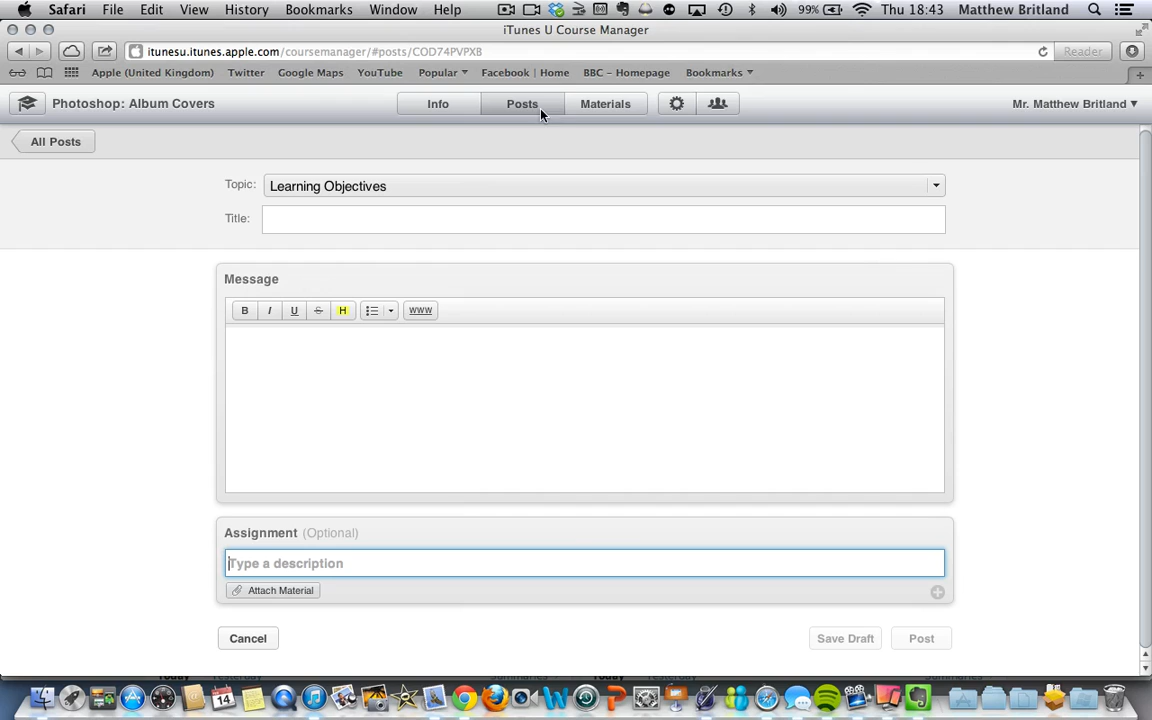 Safari File Edit View History Bookmarks Window Help 99% Thu 18:43 Matthew Britland
iTunes U Course Manager
itunesu.itunes.apple.com/coursemanager/#posts/COD74PVPXB Reader
Apple (United Kingdom) Twitter Google Maps YouTube Popular Facebook | Home BBC – Homepage Bookmarks
Photoshop: Album Covers Info Posts Materials Mr. Matthew Britland
All Posts
Topic: Learning Objectives
Title:
Message
B I U S H www
Assignment (Optional)
Type a description
Attach Material
Cancel Save Draft Post
14